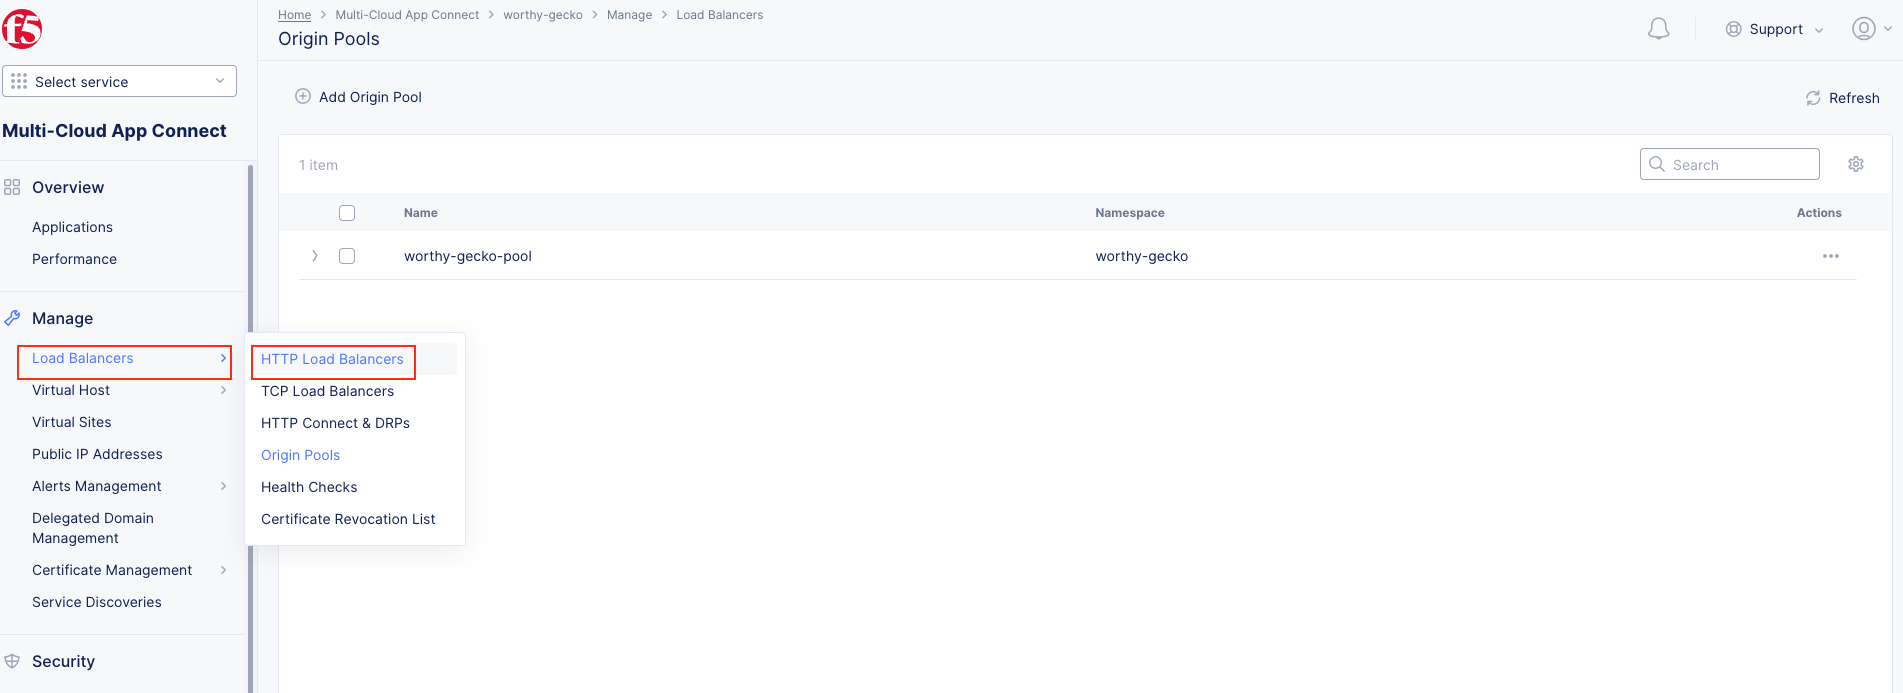 f5
Home > Multi-Cloud App Connect > worthy-gecko > Manage > Load Balancers
Origin Pools
Support
Select service
Add Origin Pool
Refresh
Multi-Cloud App Connect
1 item
Search
Overview
Name Namespace Actions
Applications
worthy-gecko-pool worthy-gecko
Performance
Manage
Load Balancers
Virtual Host
Virtual Sites
Public IP Addresses
Alerts Management
Delegated Domain
Management
Certificate Management
Service Discoveries
Security
HTTP Load Balancers
TCP Load Balancers
HTTP Connect & DRPs
Origin Pools
Health Checks
Certificate Revocation List